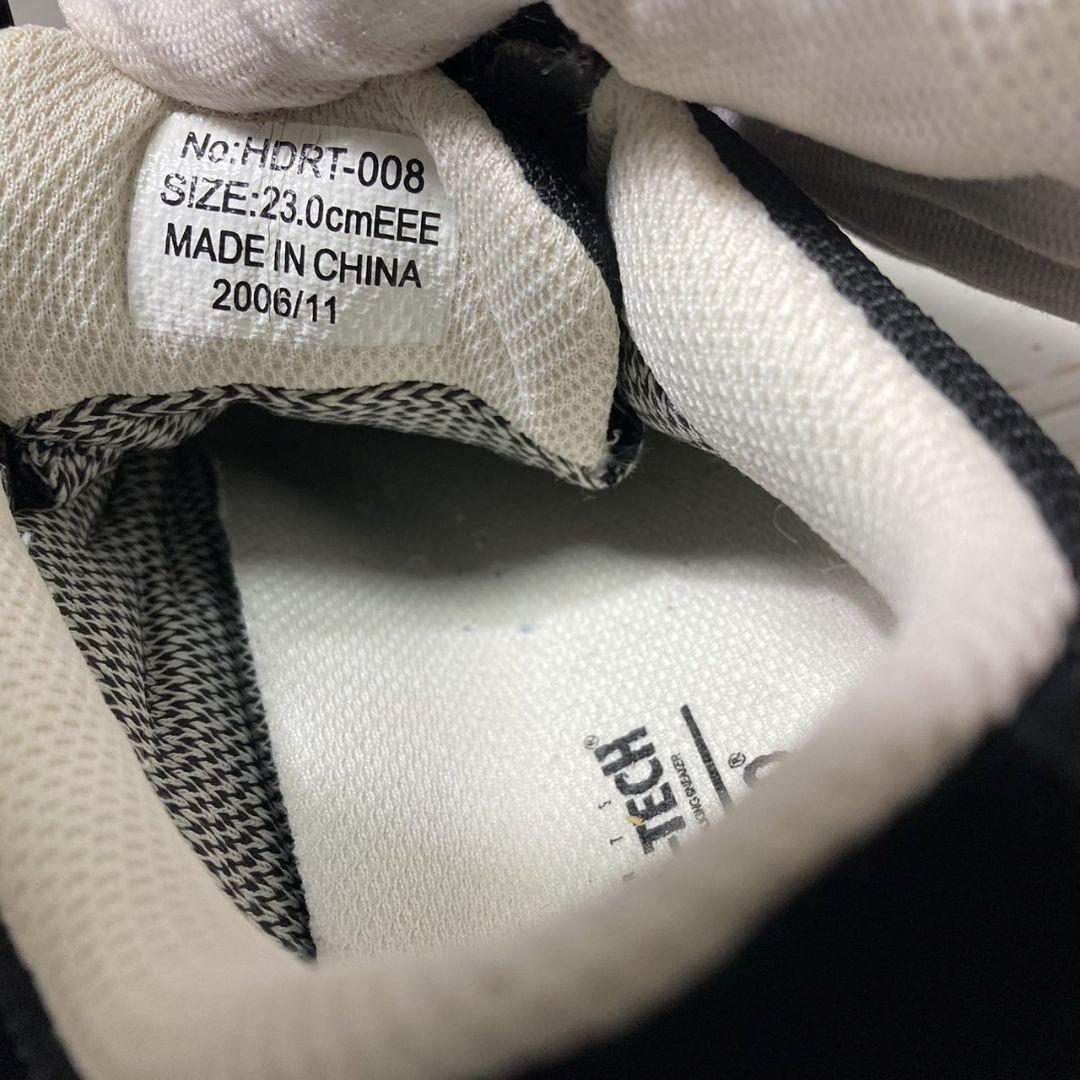 No:HDRT-008
SIZE:23.0cmEEE
MADE IN CHINA
2006/11
-TECH®